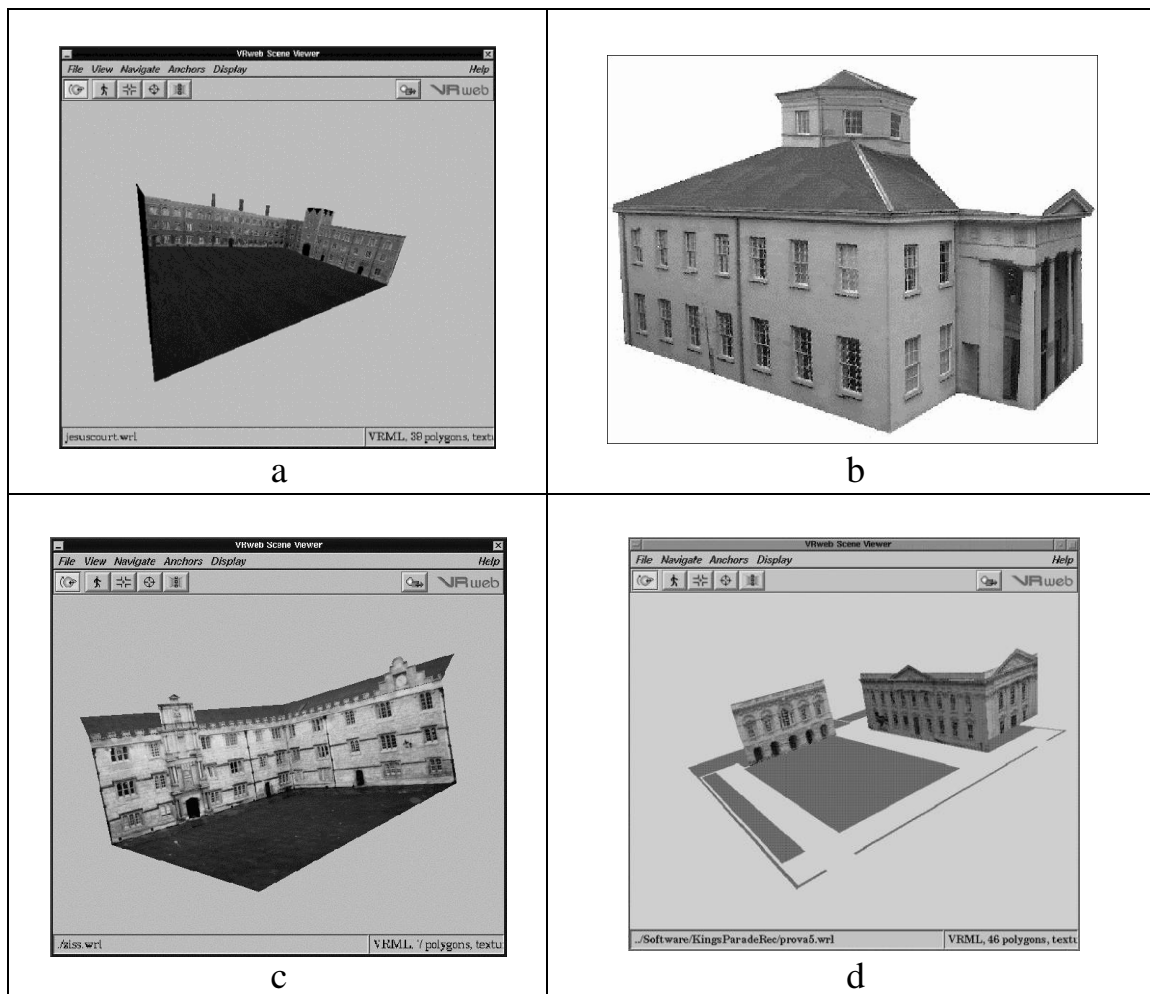 VRweb Scene Viewer
File View Navigate Anchors Display Help
VRweb
jesuscourt.wrl VRML, 39 polygons, textu
a
b
VRweb Scene Viewer
File View Navigate Anchors Display Help
VRweb
VRML, 7 polygons, textu
c
VRweb Scene Viewer
File Navigate Anchors Display Help
VRweb
../Software/KingsParadeRec/prova5.wrl VRML, 46 polygons, textu
d